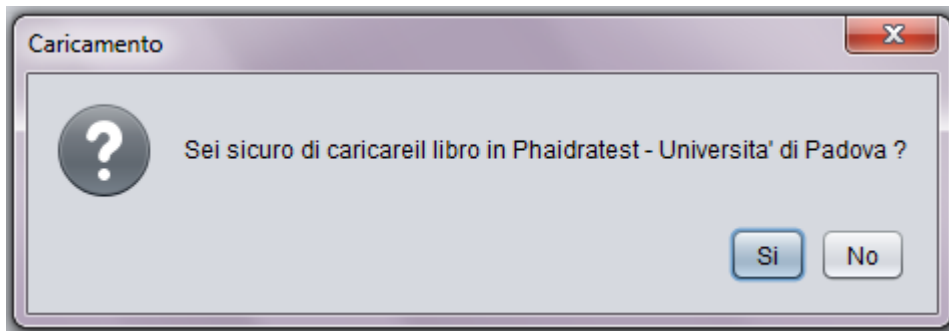 Caricamento
Sei sicuro di caricareil libro in Phaidratest - Universita' di Padova ?
Si No